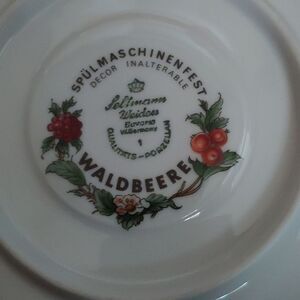 SPÜLMASCHINENFEST
DECOR INALTERABLE
Seltmann
Weiden
Bavaria
W.Germany
1
QUALITÄTS-PORZELLAN
WALDBEERE